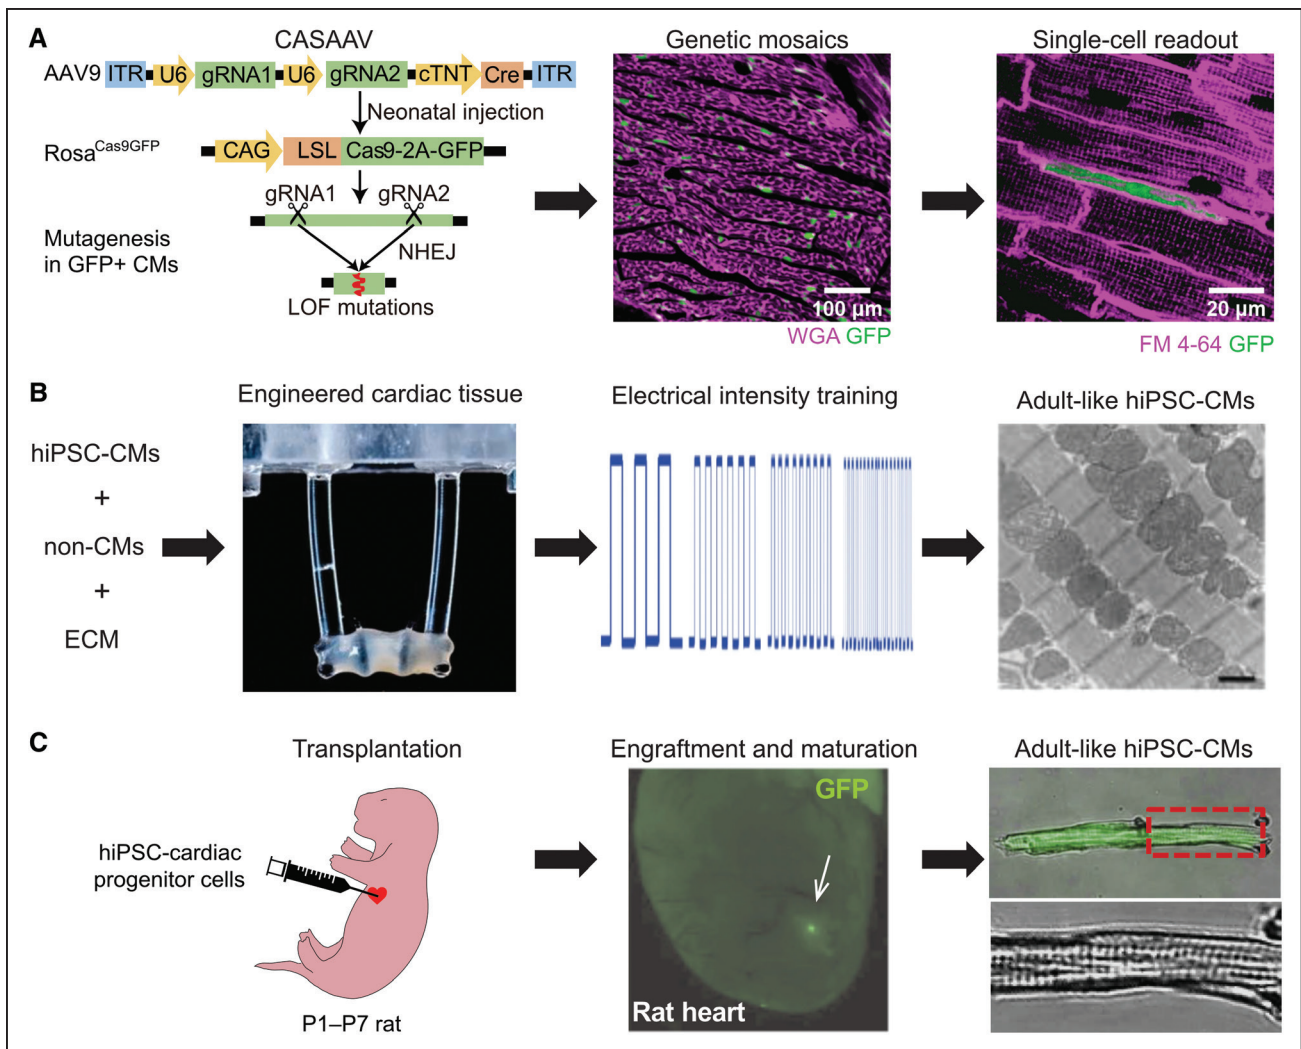 A
CASAAV
AAV9 ITR U6 gRNA1 U6 gRNA2 cTNT Cre ITR
Neonatal injection
Rosa^Cas9GFP
CAG LSL Cas9-2A-GFP
gRNA1 gRNA2
Mutagenesis
in GFP+ CMs
NHEJ
LOF mutations
Genetic mosaics
100 µm
WGA GFP
Single-cell readout
20 µm
FM 4-64 GFP
B
hiPSC-CMs
+
non-CMs
+
ECM
Engineered cardiac tissue
Electrical intensity training
Adult-like hiPSC-CMs
C
Transplantation
hiPSC-cardiac
progenitor cells
P1–P7 rat
Engraftment and maturation
GFP
Rat heart
Adult-like hiPSC-CMs